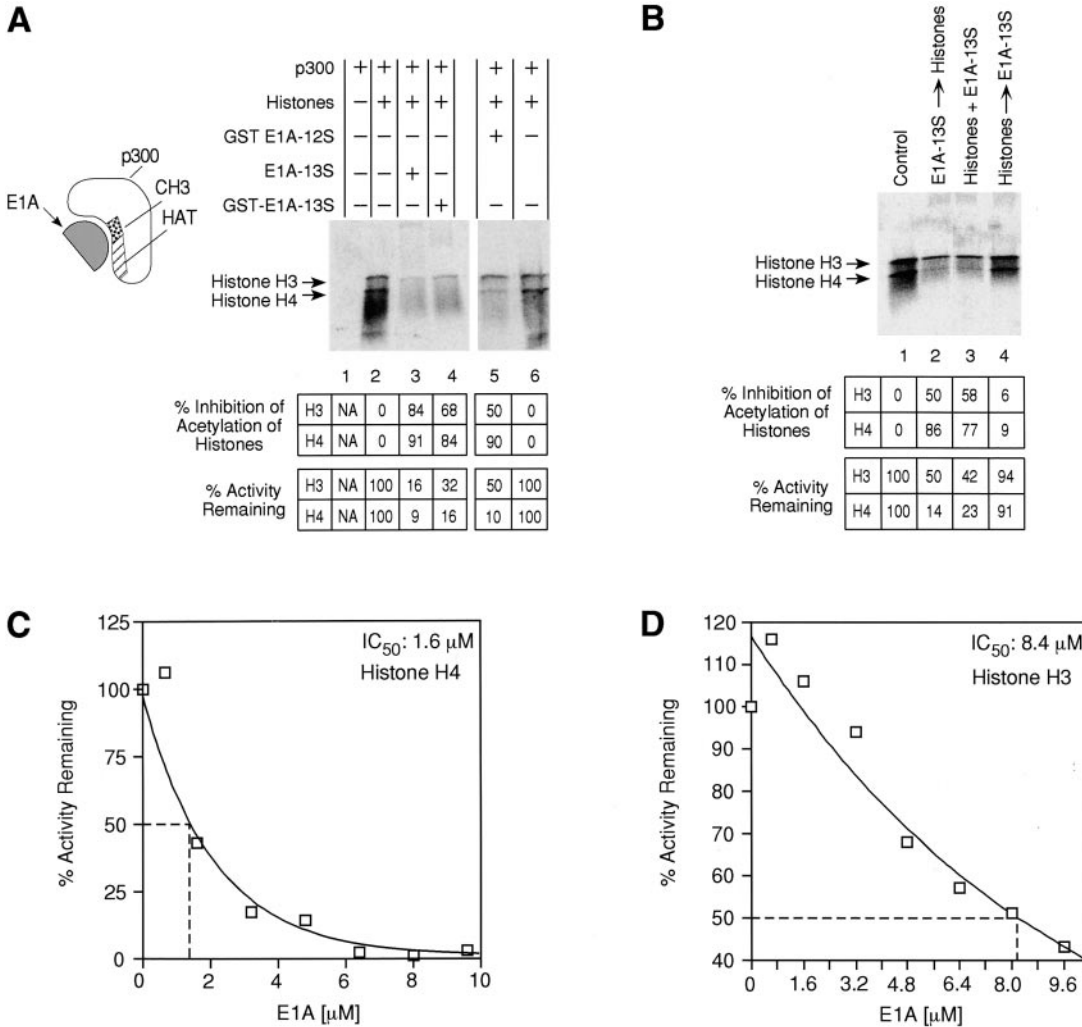 A
p300 + + + + + +
Histones − + + + + +
GST E1A-12S − − − − + −
E1A-13S − − + −
GST-E1A-13S − − − + − −
p300
CH3
HAT
E1A
Histone H3
Histone H4
1 2 3 4 5 6
% Inhibition of Acetylation of Histones
H3 NA 0 84 68 50 0
H4 NA 0 91 84 90 0
% Activity Remaining
H3 NA 100 16 32 50 100
H4 NA 100 9 16 10 100
B
Control
E1A-13S → Histones
Histones + E1A-13S
Histones → E1A-13S
Histone H3
Histone H4
1 2 3 4
% Inhibition of Acetylation of Histones
H3 0 50 58 6
H4 0 86 77 9
% Activity Remaining
H3 100 50 42 94
H4 100 14 23 91
C
IC50: 1.6 µM
Histone H4
% Activity Remaining
125
100
75
50
25
0
0 2 4 6 8 10
E1A [µM]
D
IC50: 8.4 µM
Histone H3
% Activity Remaining
120
110
100
90
80
70
60
50
40
0 1.6 3.2 4.8 6.4 8.0 9.6
E1A [µM]